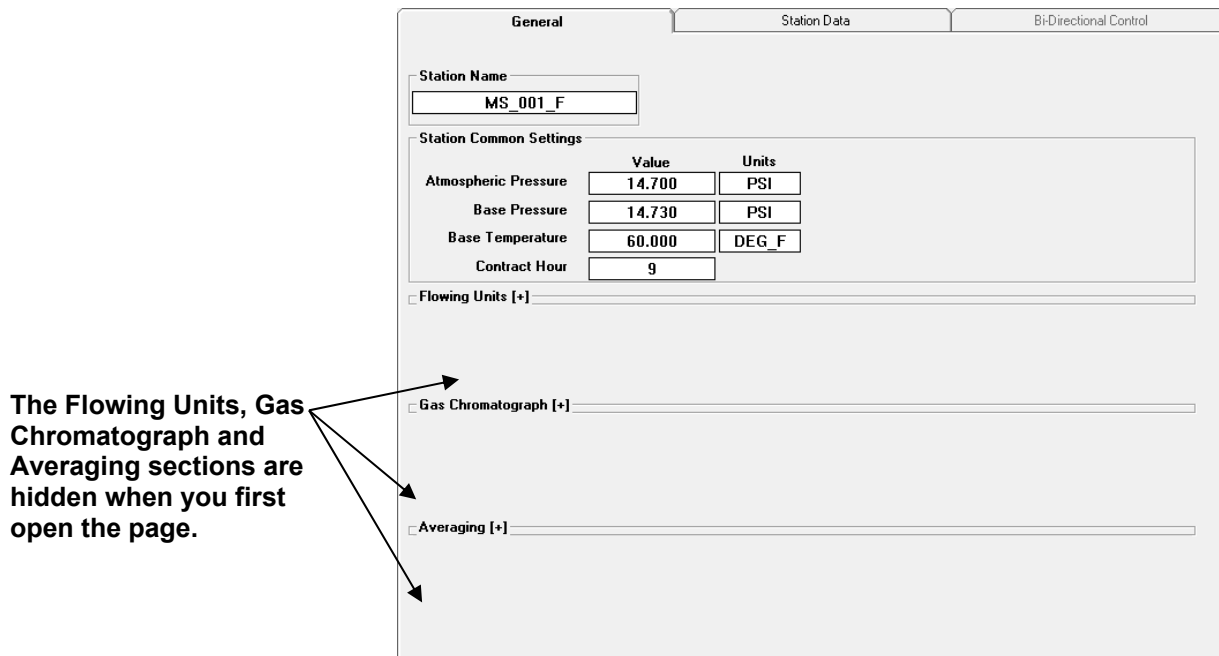 General
Station Data
Bi-Directional Control
Station Name
MS_001_F
Station Common Settings
Value Units
Atmospheric Pressure 14.700 PSI
Base Pressure 14.730 PSI
Base Temperature 60.000 DEG_F
Contract Hour 9
Flowing Units [+]
Gas Chromatograph [+]
Averaging [+]
The Flowing Units, Gas
Chromatograph and
Averaging sections are
hidden when you first
open the page.